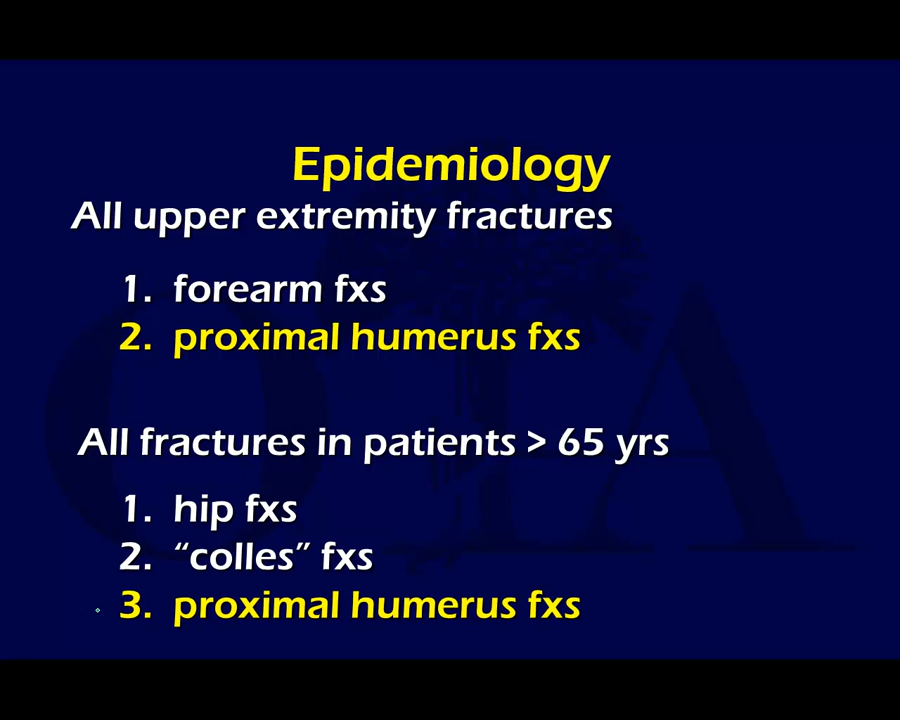 Epidemiology
All upper extremity fractures
1. forearm fxs
2. proximal humerus fxs
All fractures in patients > 65 yrs
1. hip fxs
2. “colles” fxs
3. proximal humerus fxs
OTA